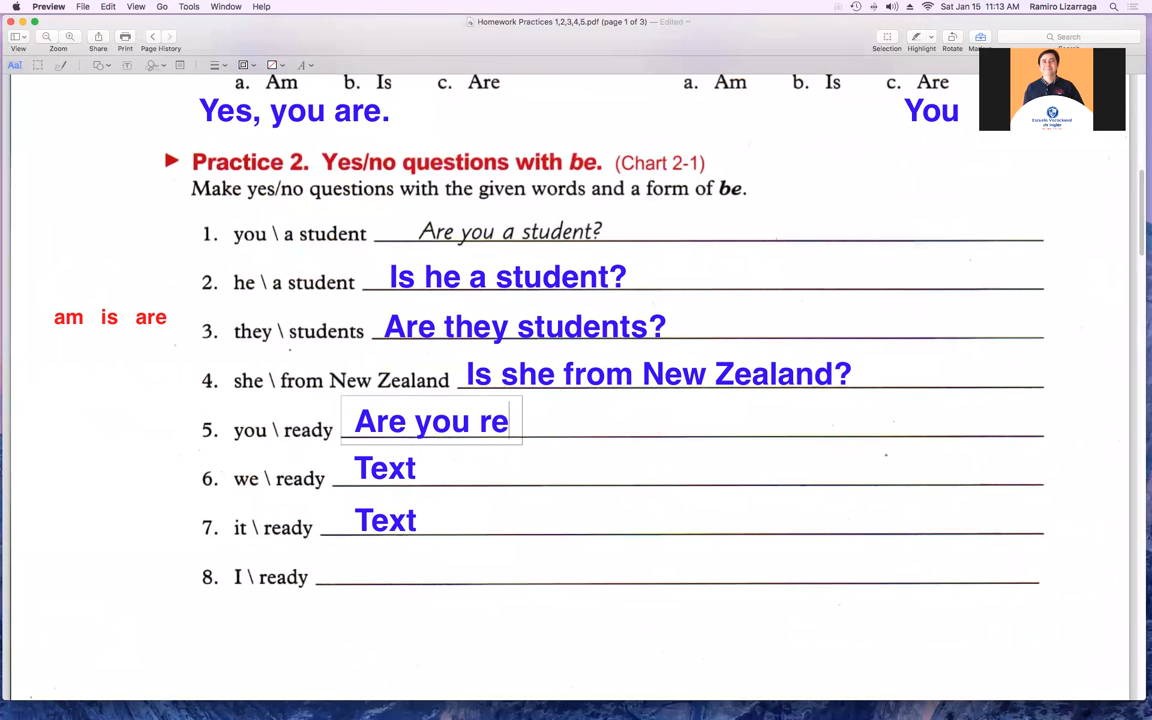 Preview File Edit View Go Tools Window Help Sat Jan 15 11:13 AM Ramiro Lizarraga
Homework Practices 1,2,3,4,5.pdf (page 1 of 3) — Edited
View Zoom Share Print Page History Search Selection Highlight Rotate
a. Am b. Is c. Are a. Am b. Is c. Are
Yes, you are. You
Escuela Vocacional
de Inglés
Practice 2. Yes/no questions with be. (Chart 2-1)
Make yes/no questions with the given words and a form of be.
1. you \ a student Are you a student?
2. he \ a student Is he a student?
am is are
3. they \ students Are they students?
4. she \ from New Zealand Is she from New Zealand?
5. you \ ready Are you re
6. we \ ready Text
7. it \ ready Text
8. I \ ready